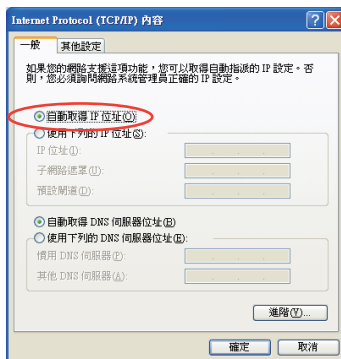 Internet Protocol (TCP/IP) 內容
一般 其他設定
如果您的網路支援這項功能，您可以取得自動指派的 IP 設定。否
則，您必須詢問網路系統管理員正確的 IP 設定。
自動取得 IP 位址(O)
使用下列的 IP 位址(S):
IP 位址(I):
子網路遮罩(U):
預設閘道(D):
自動取得 DNS 伺服器位址(B)
使用下列的 DNS 伺服器位址(E):
慣用 DNS 伺服器(P):
其他 DNS 伺服器(A):
進階(V)...
確定 取消